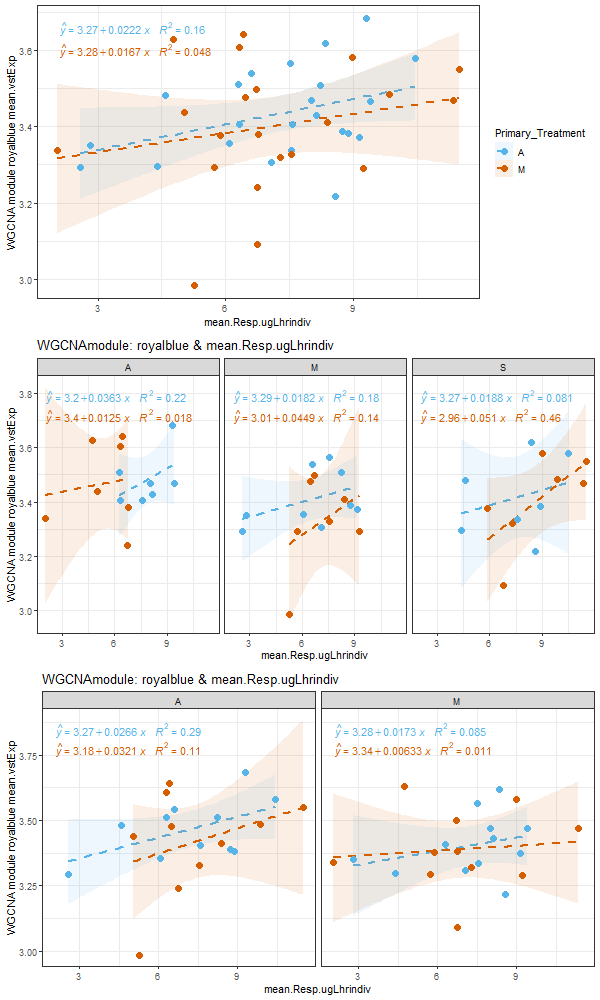 ŷ = 3.27 + 0.0222 x R² = 0.16
ŷ = 3.28 + 0.0167 x R² = 0.048
3.6
3.4
3.2
3.0
WGCNA module royalblue mean.vstExp
3 6 9
mean.Resp.ugLhrindiv
Primary_Treatment
A
M
WGCNAmodule: royalblue & mean.Resp.ugLhrindiv
A M S
ŷ = 3.2 + 0.0363 x R² = 0.22
ŷ = 3.4 + 0.0125 x R² = 0.018
ŷ = 3.29 + 0.0182 x R² = 0.18
ŷ = 3.01 + 0.0449 x R² = 0.14
ŷ = 3.27 + 0.0188 x R² = 0.081
ŷ = 2.96 + 0.051 x R² = 0.46
3.8
3.6
3.4
3.2
3.0
WGCNA module royalblue mean.vstExp
3 6 9 3 6 9 3 6 9
mean.Resp.ugLhrindiv
WGCNAmodule: royalblue & mean.Resp.ugLhrindiv
A M
ŷ = 3.27 + 0.0266 x R² = 0.29
ŷ = 3.18 + 0.0321 x R² = 0.11
ŷ = 3.28 + 0.0173 x R² = 0.085
ŷ = 3.34 + 0.00633 x R² = 0.011
3.75
3.50
3.25
3.00
WGCNA module royalblue mean.vstExp
3 6 9 3 6 9
mean.Resp.ugLhrindiv